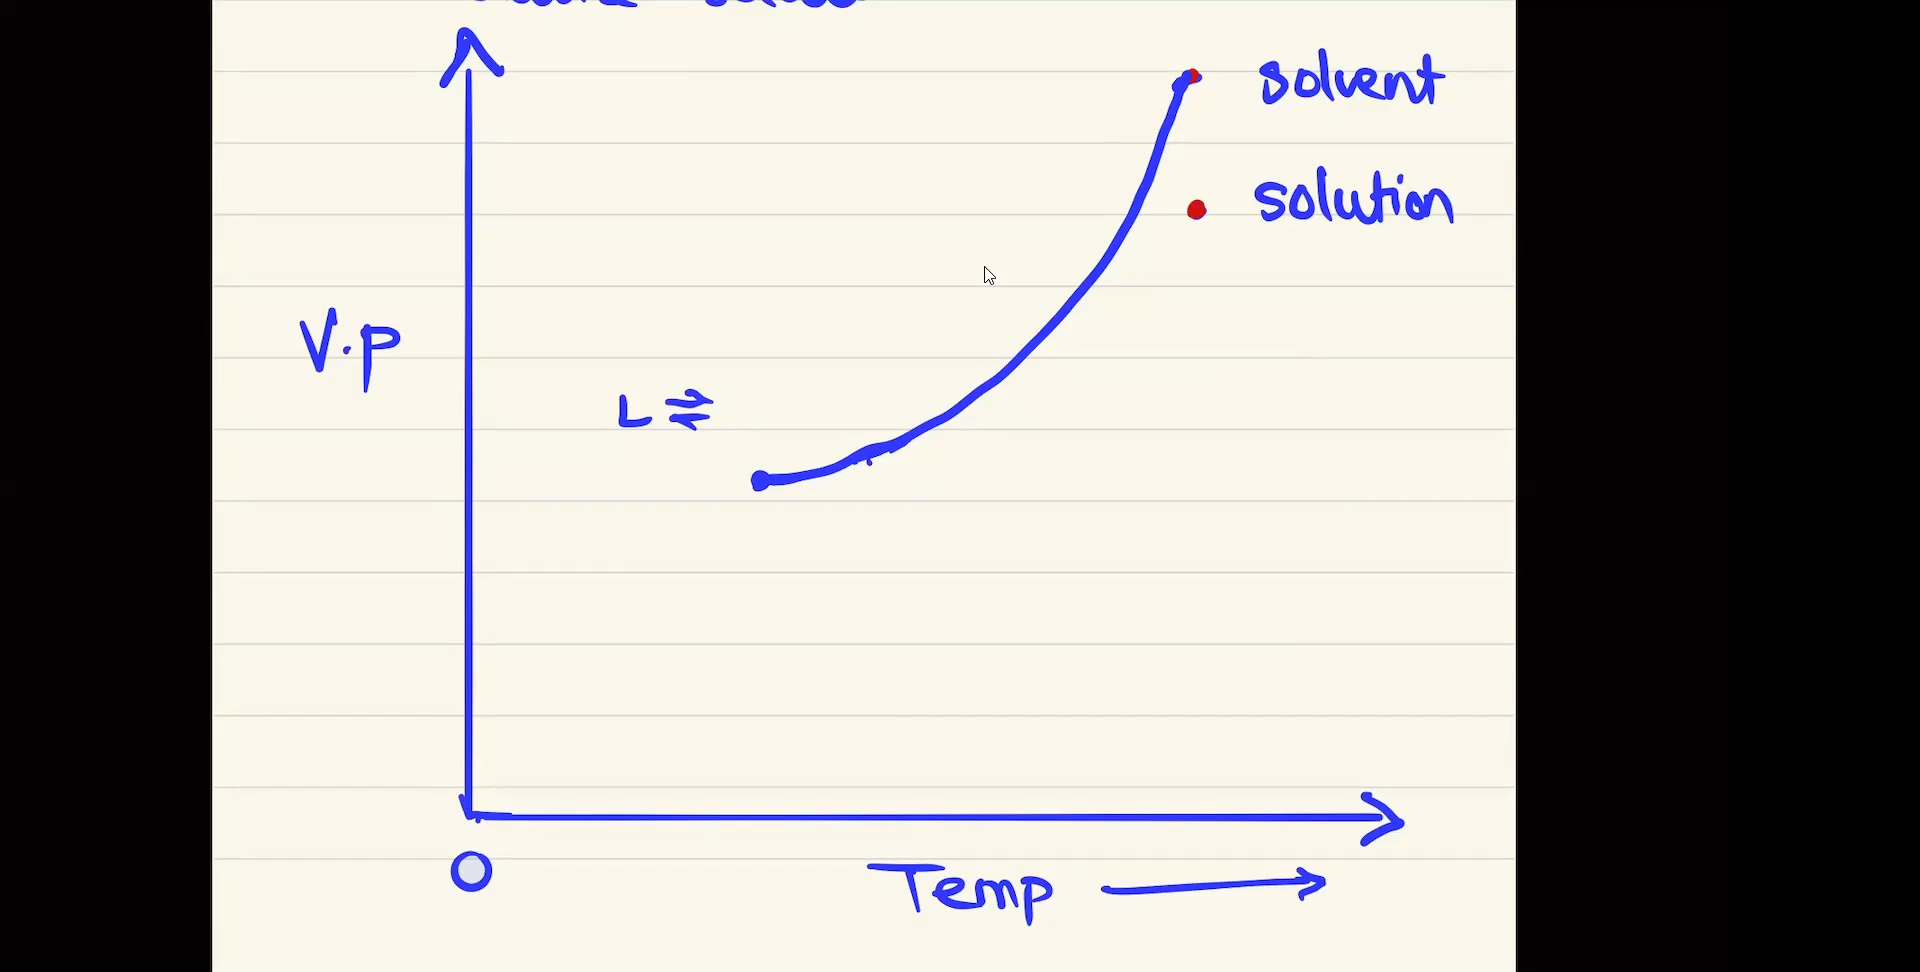 solvent
solution
V.p
L ⇌
O
Temp →